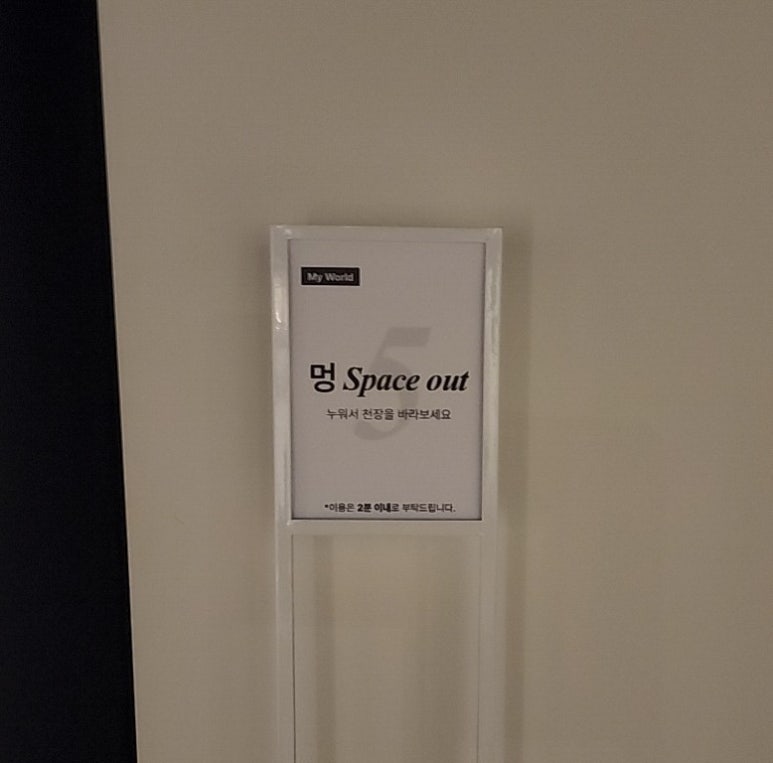 My World
5
멍 Space out
누워서 천장을 바라보세요
*이용은 2분 이내로 부탁드립니다.